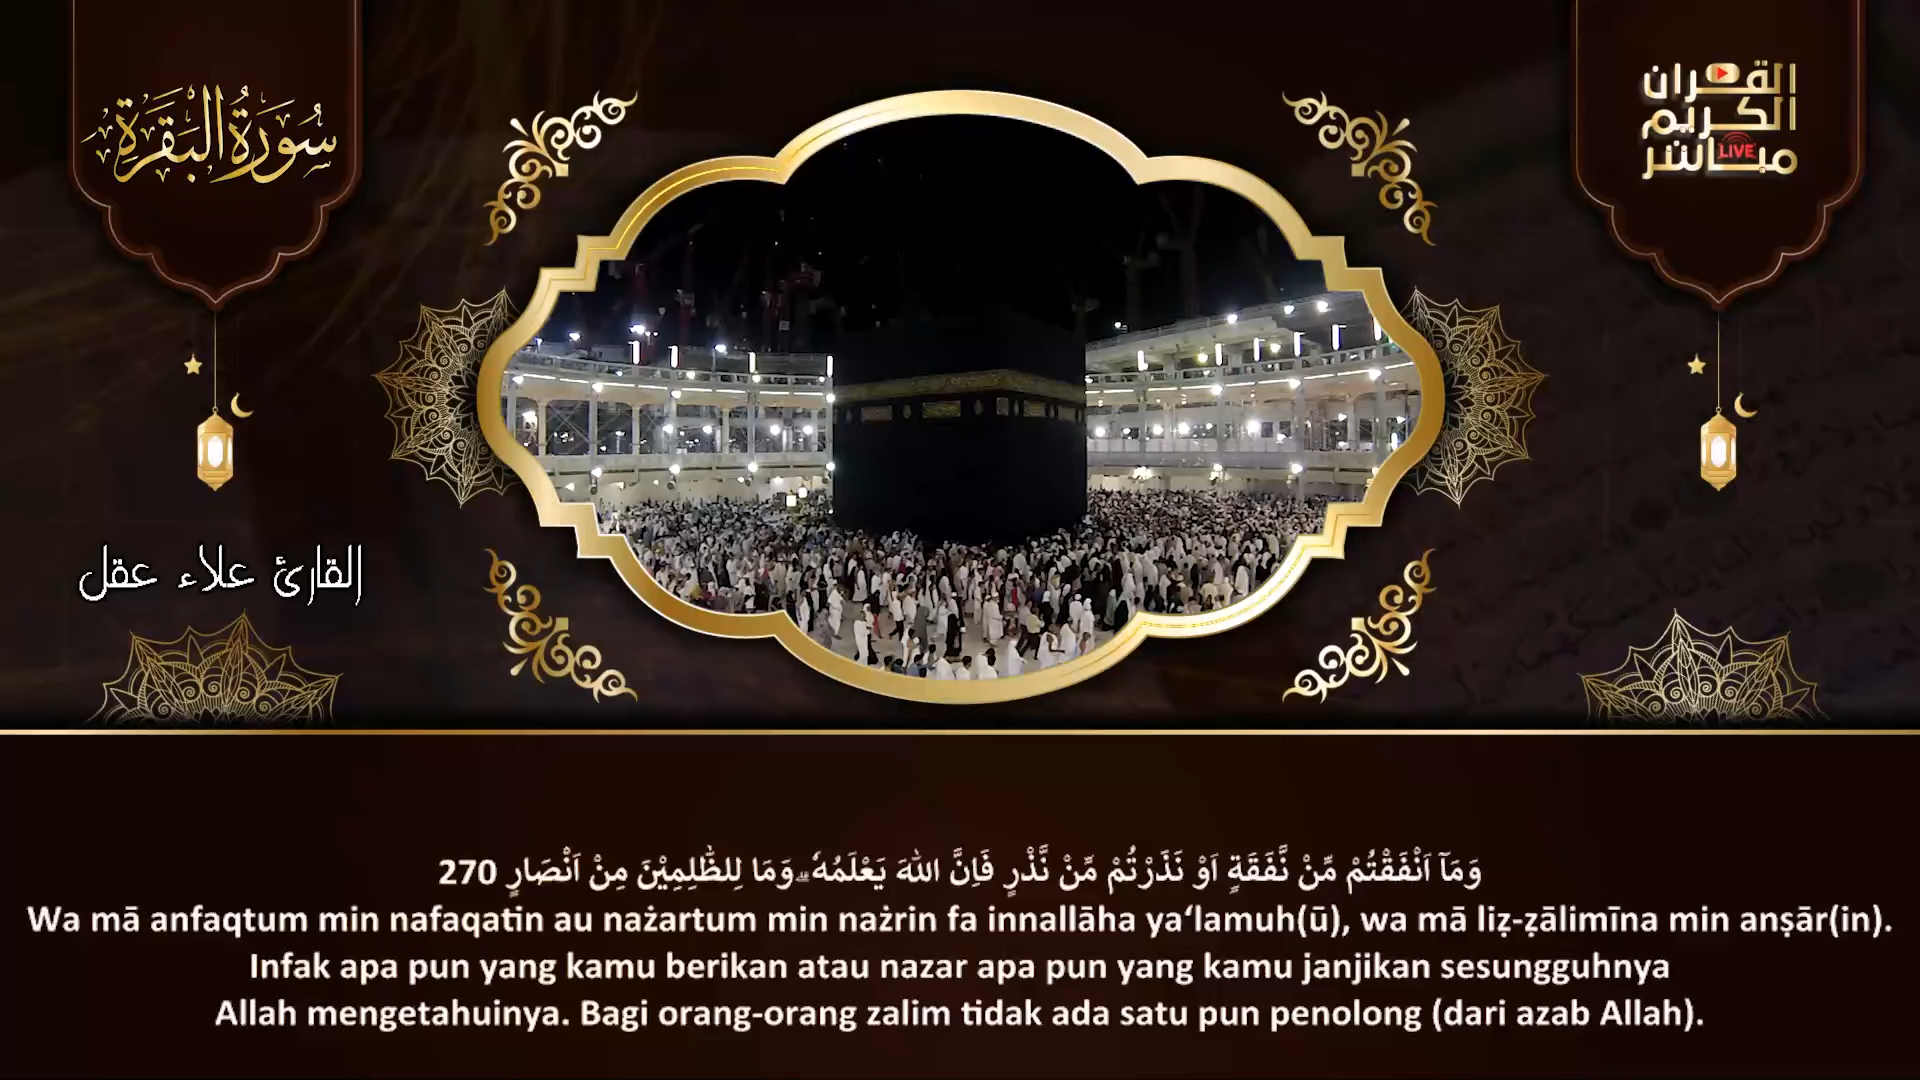 سُورَةُ البَقَرَةِ
القرآن
الكريم
مباشر
LIVE
القارئ علاء عقل
وَمَآ اَنْفَقْتُمْ مِّنْ نَّفَقَةٍ اَوْ نَذَرْتُمْ مِّنْ نَّذْرٍ فَاِنَّ اللّٰهَ يَعْلَمُهٗ ۗوَمَا لِلظّٰلِمِيْنَ مِنْ اَنْصَارٍ 270
Wa mā anfaqtum min nafaqatin au nażartum min nażrin fa innallāha ya‘lamuh(ū), wa mā liẓ-ẓālimīna min anṣār(in).
Infak apa pun yang kamu berikan atau nazar apa pun yang kamu janjikan sesungguhnya
Allah mengetahuinya. Bagi orang-orang zalim tidak ada satu pun penolong (dari azab Allah).